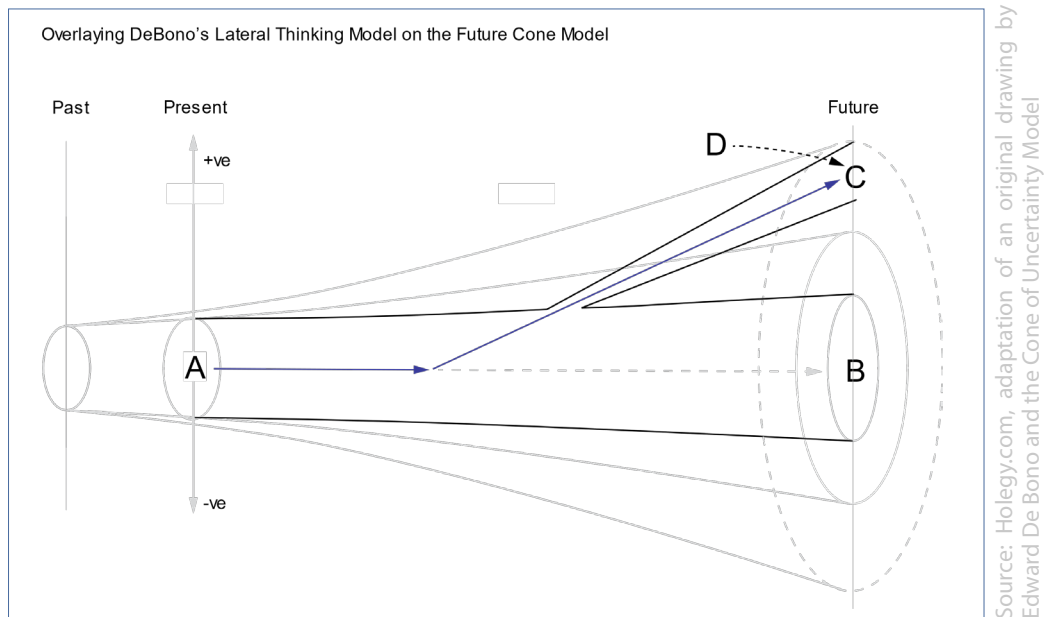 Overlaying DeBono's Lateral Thinking Model on the Future Cone Model
Past
Present
Future
+ve
D
C
A
B
-ve
Source: Holegy.com, adaptation of an original drawing by
Edward De Bono and the Cone of Uncertainty Model